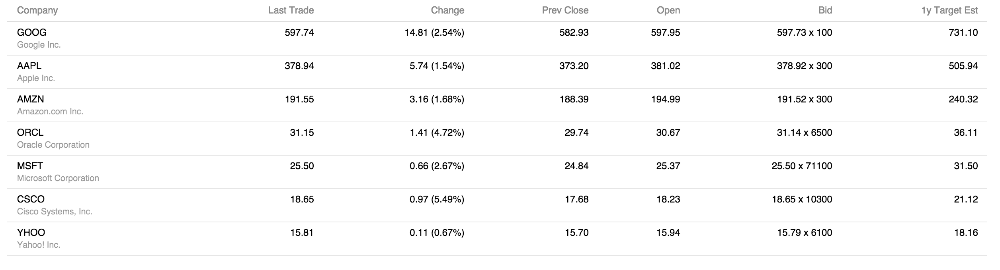 Company Last Trade Change Prev Close Open Bid 1y Target Est
GOOG 597.74 14.81 (2.54%) 582.93 597.95 597.73 x 100 731.10
Google Inc.
AAPL 378.94 5.74 (1.54%) 373.20 381.02 378.92 x 300 505.94
Apple Inc.
AMZN 191.55 3.16 (1.68%) 188.39 194.99 191.52 x 300 240.32
Amazon.com Inc.
ORCL 31.15 1.41 (4.72%) 29.74 30.67 31.14 x 6500 36.11
Oracle Corporation
MSFT 25.50 0.66 (2.67%) 24.84 25.37 25.50 x 71100 31.50
Microsoft Corporation
CSCO 18.65 0.97 (5.49%) 17.68 18.23 18.65 x 10300 21.12
Cisco Systems, Inc.
YHOO 15.81 0.11 (0.67%) 15.70 15.94 15.79 x 6100 18.16
Yahoo! Inc.